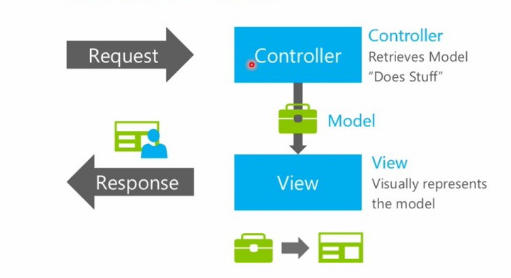 Request
Controller
Controller
Retrieves Model
"Does Stuff"
Model
Response
View
View
Visually represents
the model